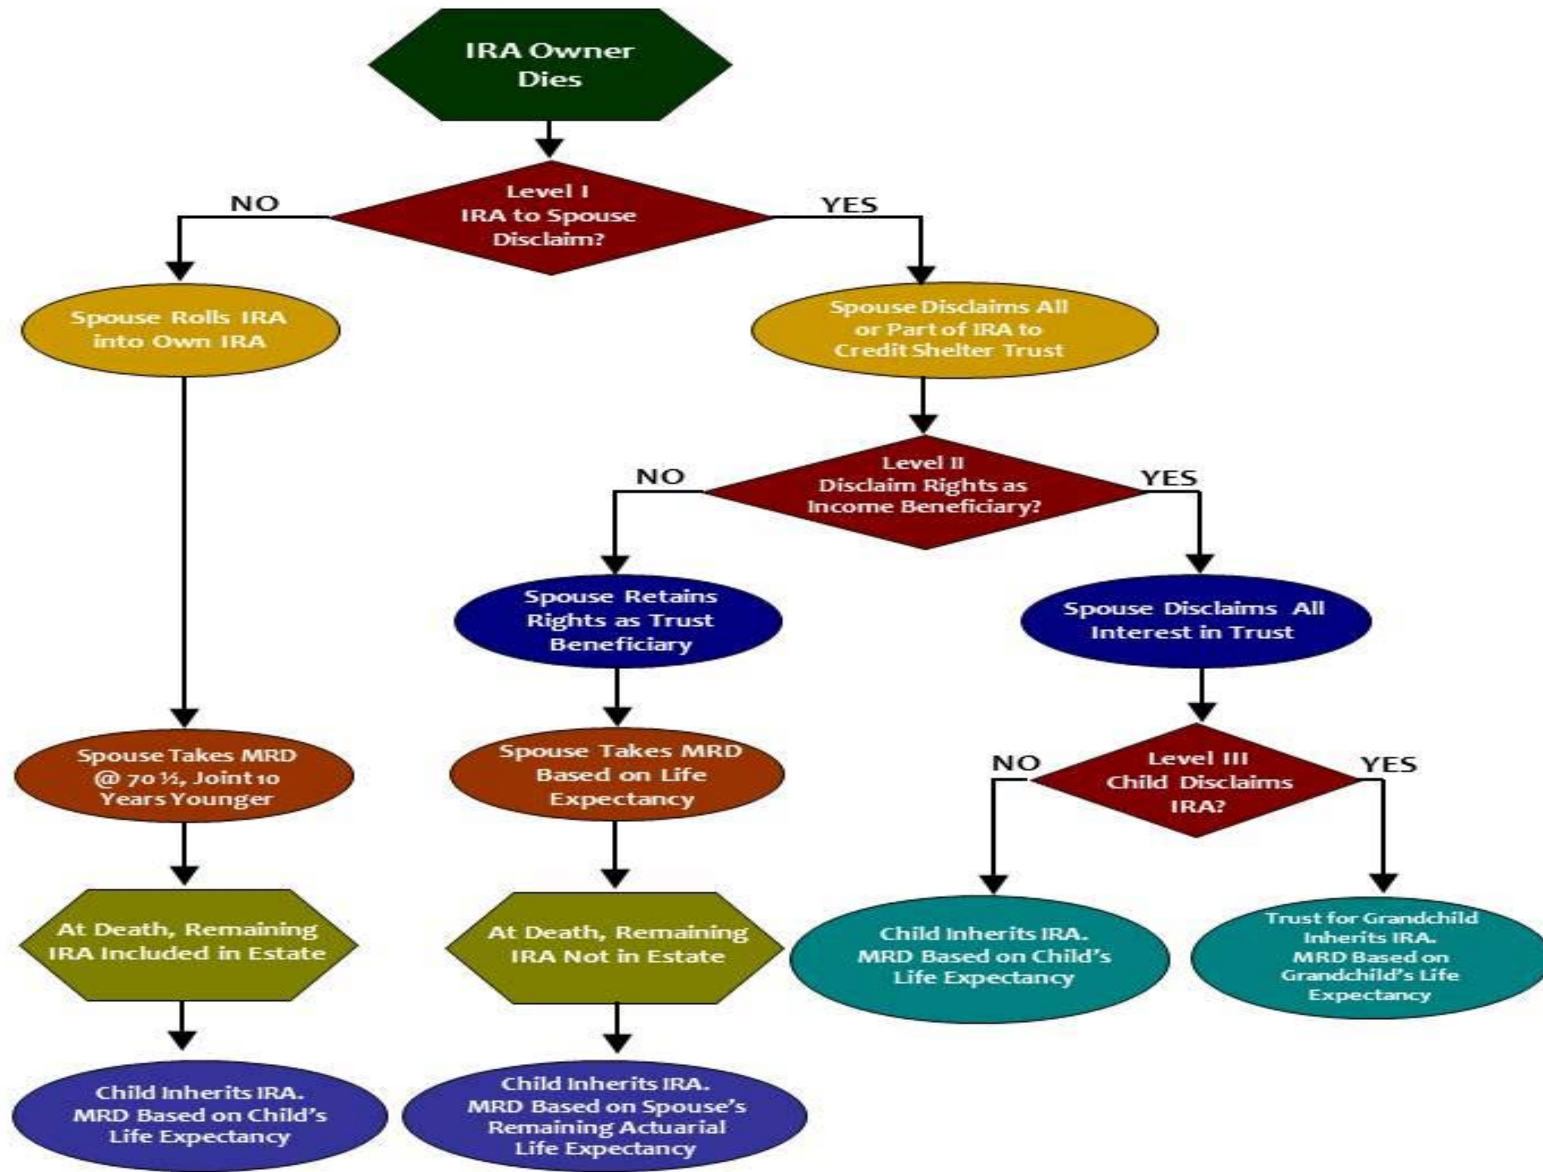 IRA Owner
Dies
Level I
IRA to Spouse
Disclaim?
NO
YES
Spouse Rolls IRA
into Own IRA
Spouse Disclaims All
or Part of IRA to
Credit Shelter Trust
Level II
Disclaim Rights as
Income Beneficiary?
NO
YES
Spouse Retains
Rights as Trust
Beneficiary
Spouse Disclaims All
Interest in Trust
Spouse Takes MRD
@ 70 ½, Joint 10
Years Younger
Spouse Takes MRD
Based on Life
Expectancy
Level III
Child Disclaims
IRA?
NO
YES
At Death, Remaining
IRA Included in Estate
At Death, Remaining
IRA Not in Estate
Child Inherits IRA.
MRD Based on Child's
Life Expectancy
Trust for Grandchild
Inherits IRA.
MRD Based on
Grandchild's Life
Expectancy
Child Inherits IRA.
MRD Based on Child's
Life Expectancy
Child Inherits IRA.
MRD Based on Spouse's
Remaining Actuarial
Life Expectancy